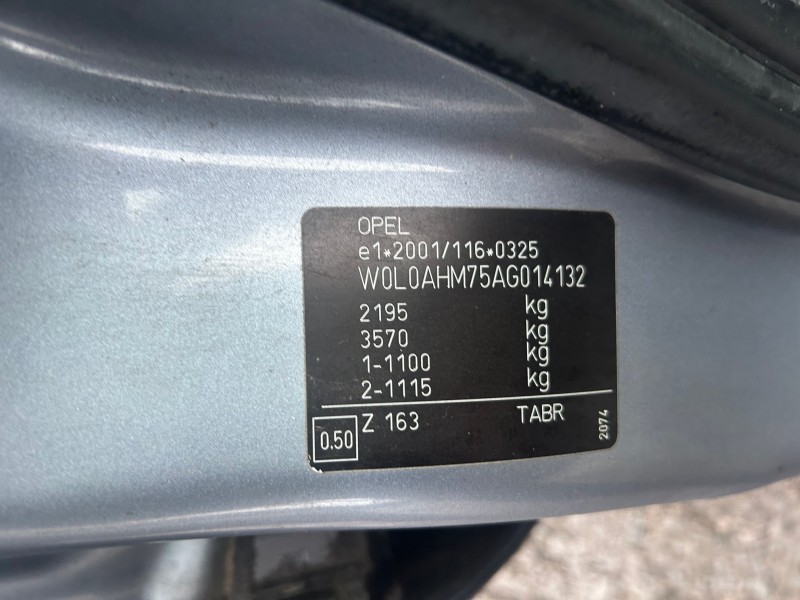 OPEL
e1*2001/116*0325
W0L0AHM75AG014132
2195 kg
3570 kg
1-1100 kg
2-1115 kg
Z 163 TABR
0.50
2074